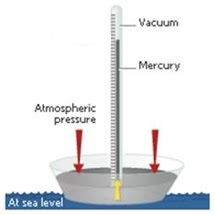 Vacuum
Mercury
Atmospheric
pressure
At sea level